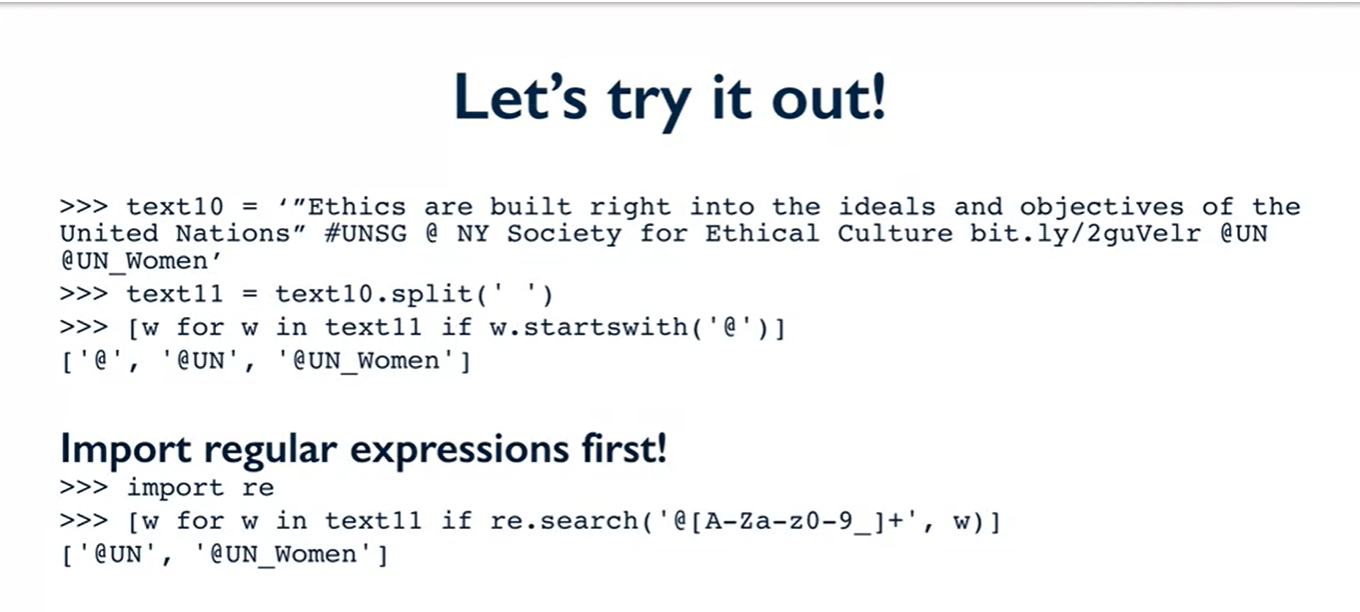 Let’s try it out!
>>> text10 = ‘”Ethics are built right into the ideals and objectives of the
United Nations” #UNSG @ NY Society for Ethical Culture bit.ly/2guVelr @UN
@UN_Women’
>>> text11 = text10.split(' ')
>>> [w for w in text11 if w.startswith('@')]
['@', '@UN', '@UN_Women']
Import regular expressions first!
>>> import re
>>> [w for w in text11 if re.search('@[A-Za-z0-9_]+', w)]
['@UN', '@UN_Women']